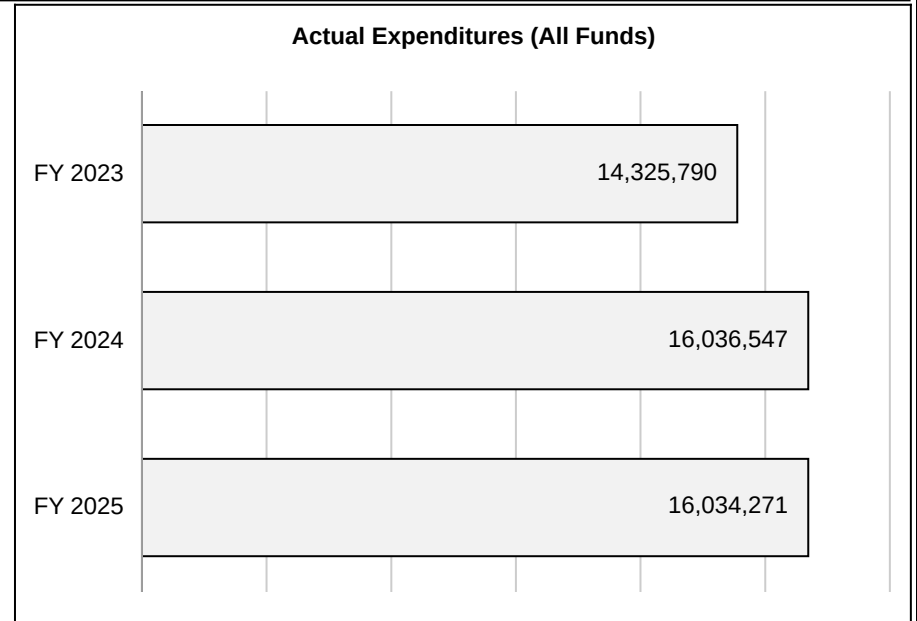 Actual Expenditures (All Funds)
FY 2023 14,325,790
FY 2024 16,036,547
FY 2025 16,034,271